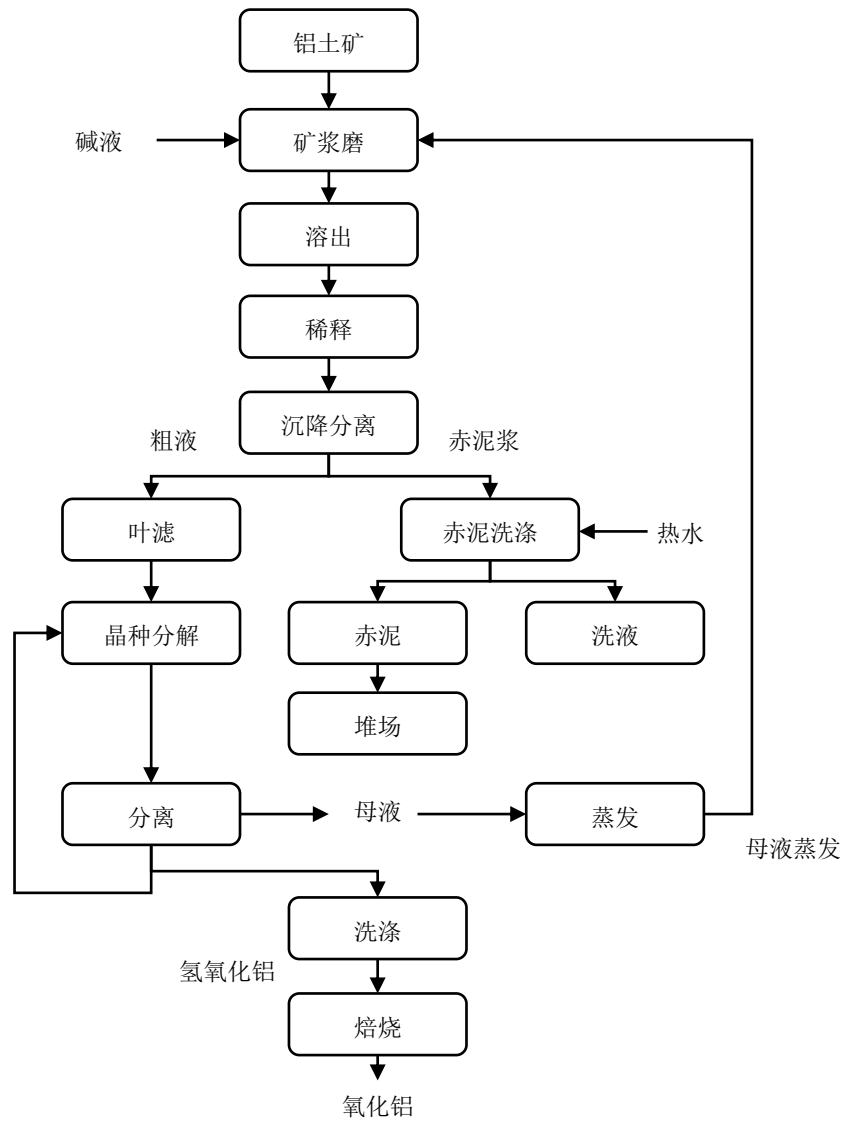 铝土矿
碱液
矿浆磨
溶出
稀释
沉降分离
粗液
赤泥浆
叶滤
赤泥洗涤
热水
晶种分解
赤泥
洗液
堆场
分离
母液
蒸发
母液蒸发
洗涤
氢氧化铝
焙烧
氧化铝